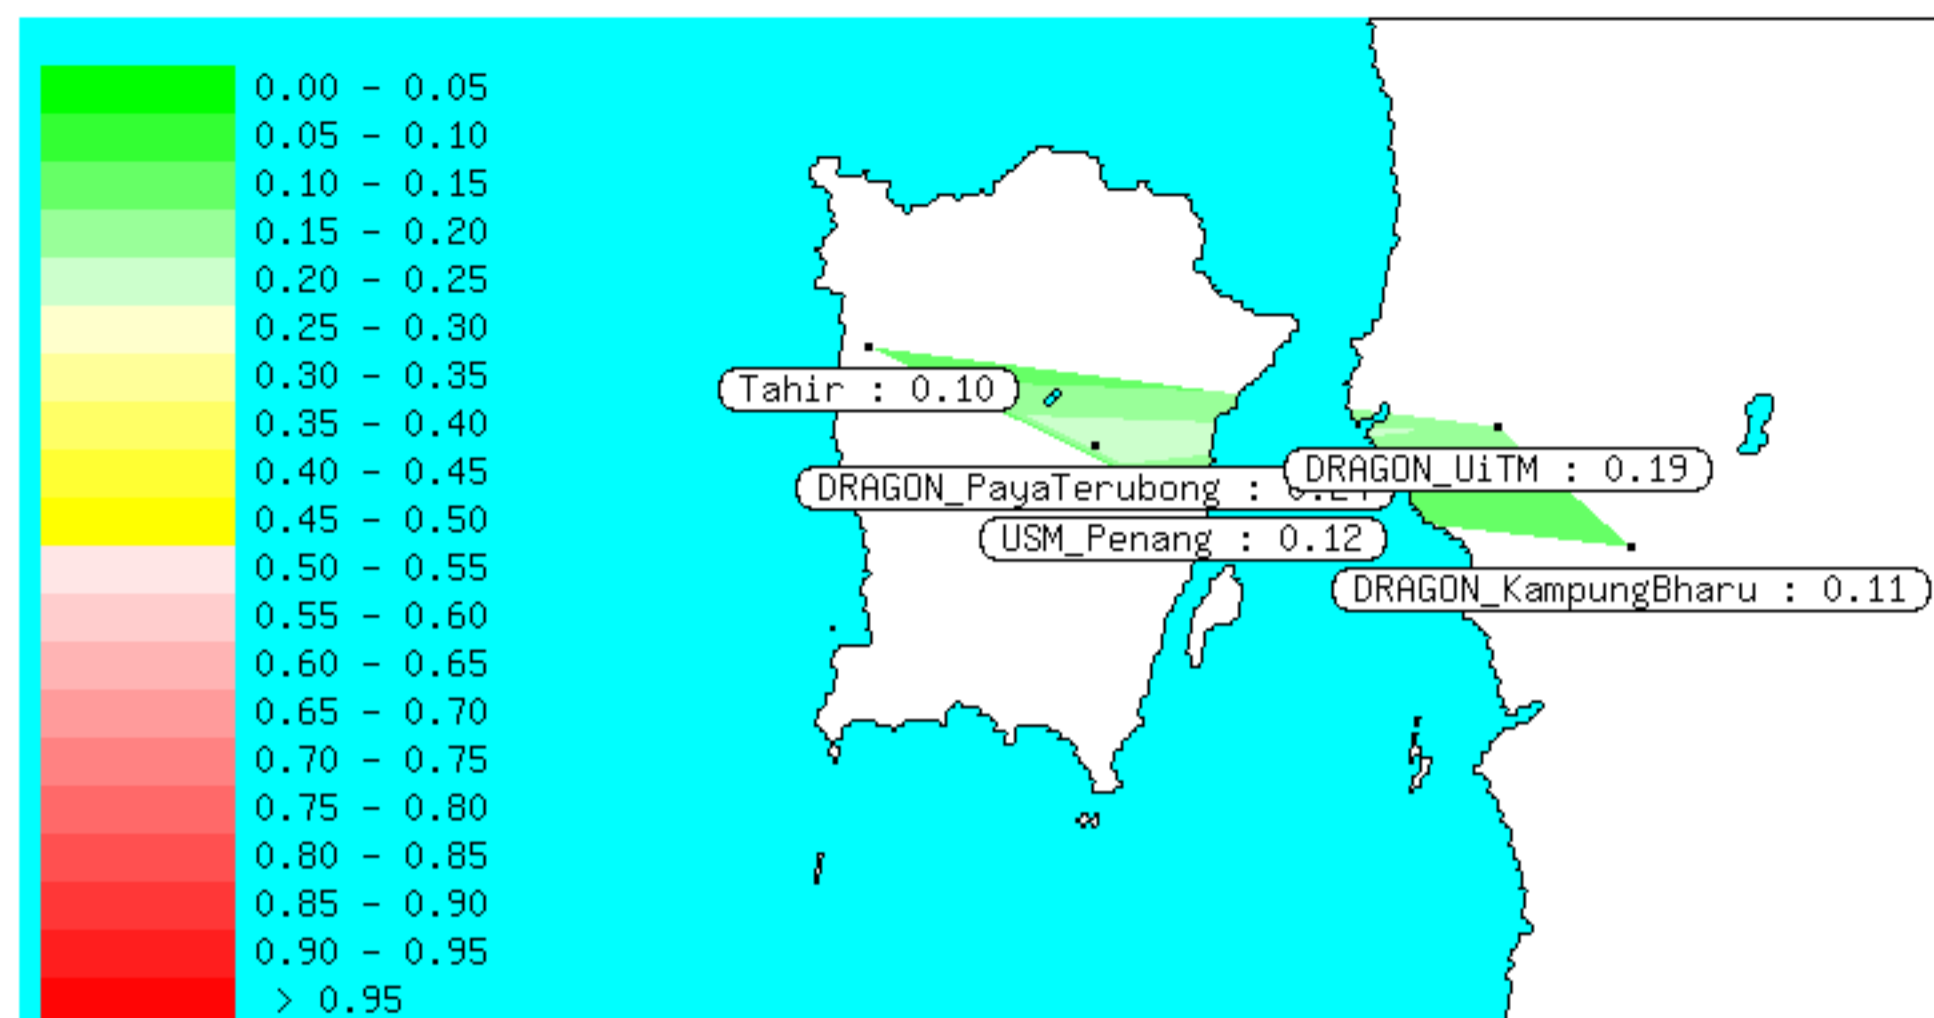 0.00 - 0.05
0.05 - 0.10
0.10 - 0.15
0.15 - 0.20
0.20 - 0.25
0.25 - 0.30
0.30 - 0.35
0.35 - 0.40
0.40 - 0.45
0.45 - 0.50
0.50 - 0.55
0.55 - 0.60
0.60 - 0.65
0.65 - 0.70
0.70 - 0.75
0.75 - 0.80
0.80 - 0.85
0.85 - 0.90
0.90 - 0.95
> 0.95
Tahir : 0.10
DRAGON_UiTM : 0.19
DRAGON_PayaTerubong :
USM_Penang : 0.12
DRAGON_KampungBharu : 0.11